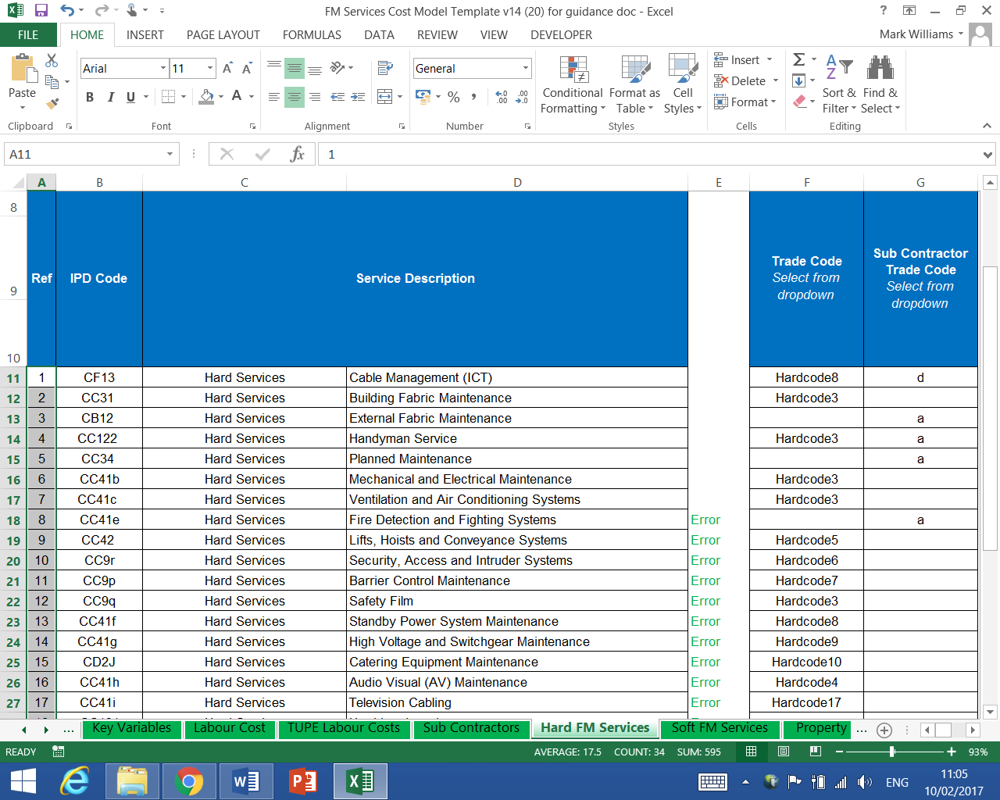 FM Services Cost Model Template v14 (20) for guidance doc - Excel
?
FILE HOME INSERT PAGE LAYOUT FORMULAS DATA REVIEW VIEW DEVELOPER Mark Williams
Paste
Clipboard
Arial 11
B I U
A A A
Font
Alignment
General
%
Number
Conditional Formatting
Format as Table
Cell Styles
Styles
Insert
Delete
Format
Cells
Sort & Filter
Find & Select
Editing
A11 fx 1
A B C D E F G
8
9
10
Ref
IPD Code
Service Description
Trade Code
Select from
dropdown
Sub Contractor
Trade Code
Select from
dropdown
11 1 CF13 Hard Services Cable Management (ICT) Hardcode8 d
12 2 CC31 Hard Services Building Fabric Maintenance Hardcode3
13 3 CB12 Hard Services External Fabric Maintenance a
14 4 CC122 Hard Services Handyman Service Hardcode3 a
15 5 CC34 Hard Services Planned Maintenance a
16 6 CC41b Hard Services Mechanical and Electrical Maintenance Hardcode3
17 7 CC41c Hard Services Ventilation and Air Conditioning Systems Hardcode3
18 8 CC41e Hard Services Fire Detection and Fighting Systems Error a
19 9 CC42 Hard Services Lifts, Hoists and Conveyance Systems Error Hardcode5
20 10 CC9r Hard Services Security, Access and Intruder Systems Error Hardcode6
21 11 CC9p Hard Services Barrier Control Maintenance Error Hardcode7
22 12 CC9q Hard Services Safety Film Error Hardcode3
23 13 CC41f Hard Services Standby Power System Maintenance Error Hardcode8
24 14 CC41g Hard Services High Voltage and Switchgear Maintenance Error Hardcode9
25 15 CD2J Hard Services Catering Equipment Maintenance Error Hardcode10
26 16 CC41h Hard Services Audio Visual (AV) Maintenance Error Hardcode4
27 17 CC41i Hard Services Television Cabling Error Hardcode17
... Key Variables Labour Cost TUPE Labour Costs Sub Contractors Hard FM Services Soft FM Services Property ...
READY AVERAGE: 17.5 COUNT: 34 SUM: 595 93%
ENG 11:05
10/02/2017